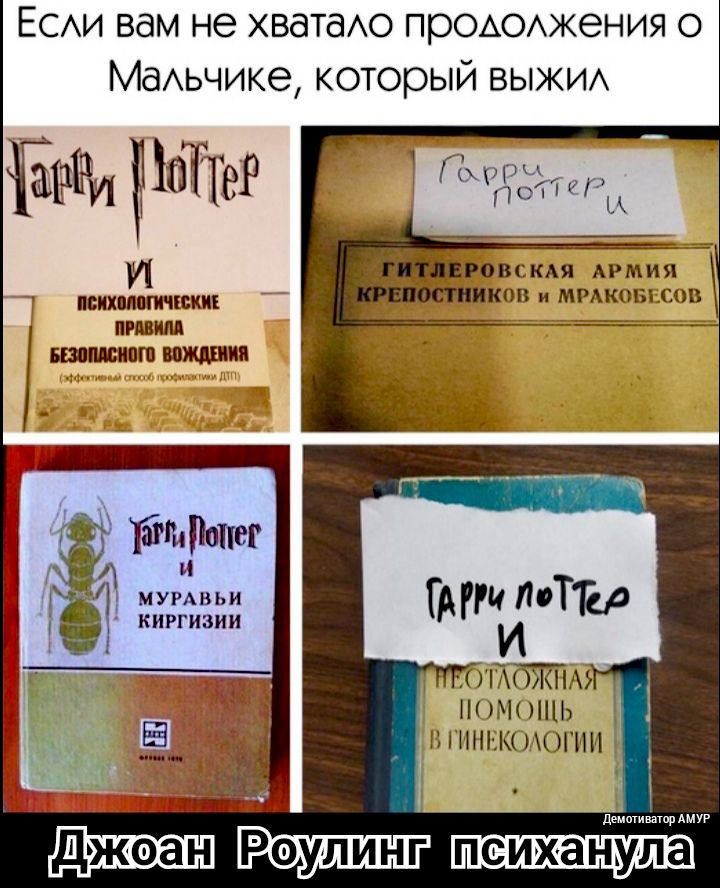 Если вам не хватало продолжения о
Мальчике, который выжил
Гарри Поттер
и
ПСИХОЛОГИЧЕСКИЕ
ПРАВИЛА
БЕЗОПАСНОГО ВОЖДЕНИЯ
(эффективный способ профилактики ДТП)
Гарри
поттер
и
ГИТЛЕРОВСКАЯ АРМИЯ
КРЕПОСТНИКОВ и МРАКОБЕСОВ
Гарри Поттер
и
МУРАВЬИ
КИРГИЗИИ
ГАРРИ ПОТТЕР
И
НЕОТЛОЖНАЯ
ПОМОЩЬ
В ГИНЕКОЛОГИИ
Демотиватор АМУР
Джоан Роулинг психанула